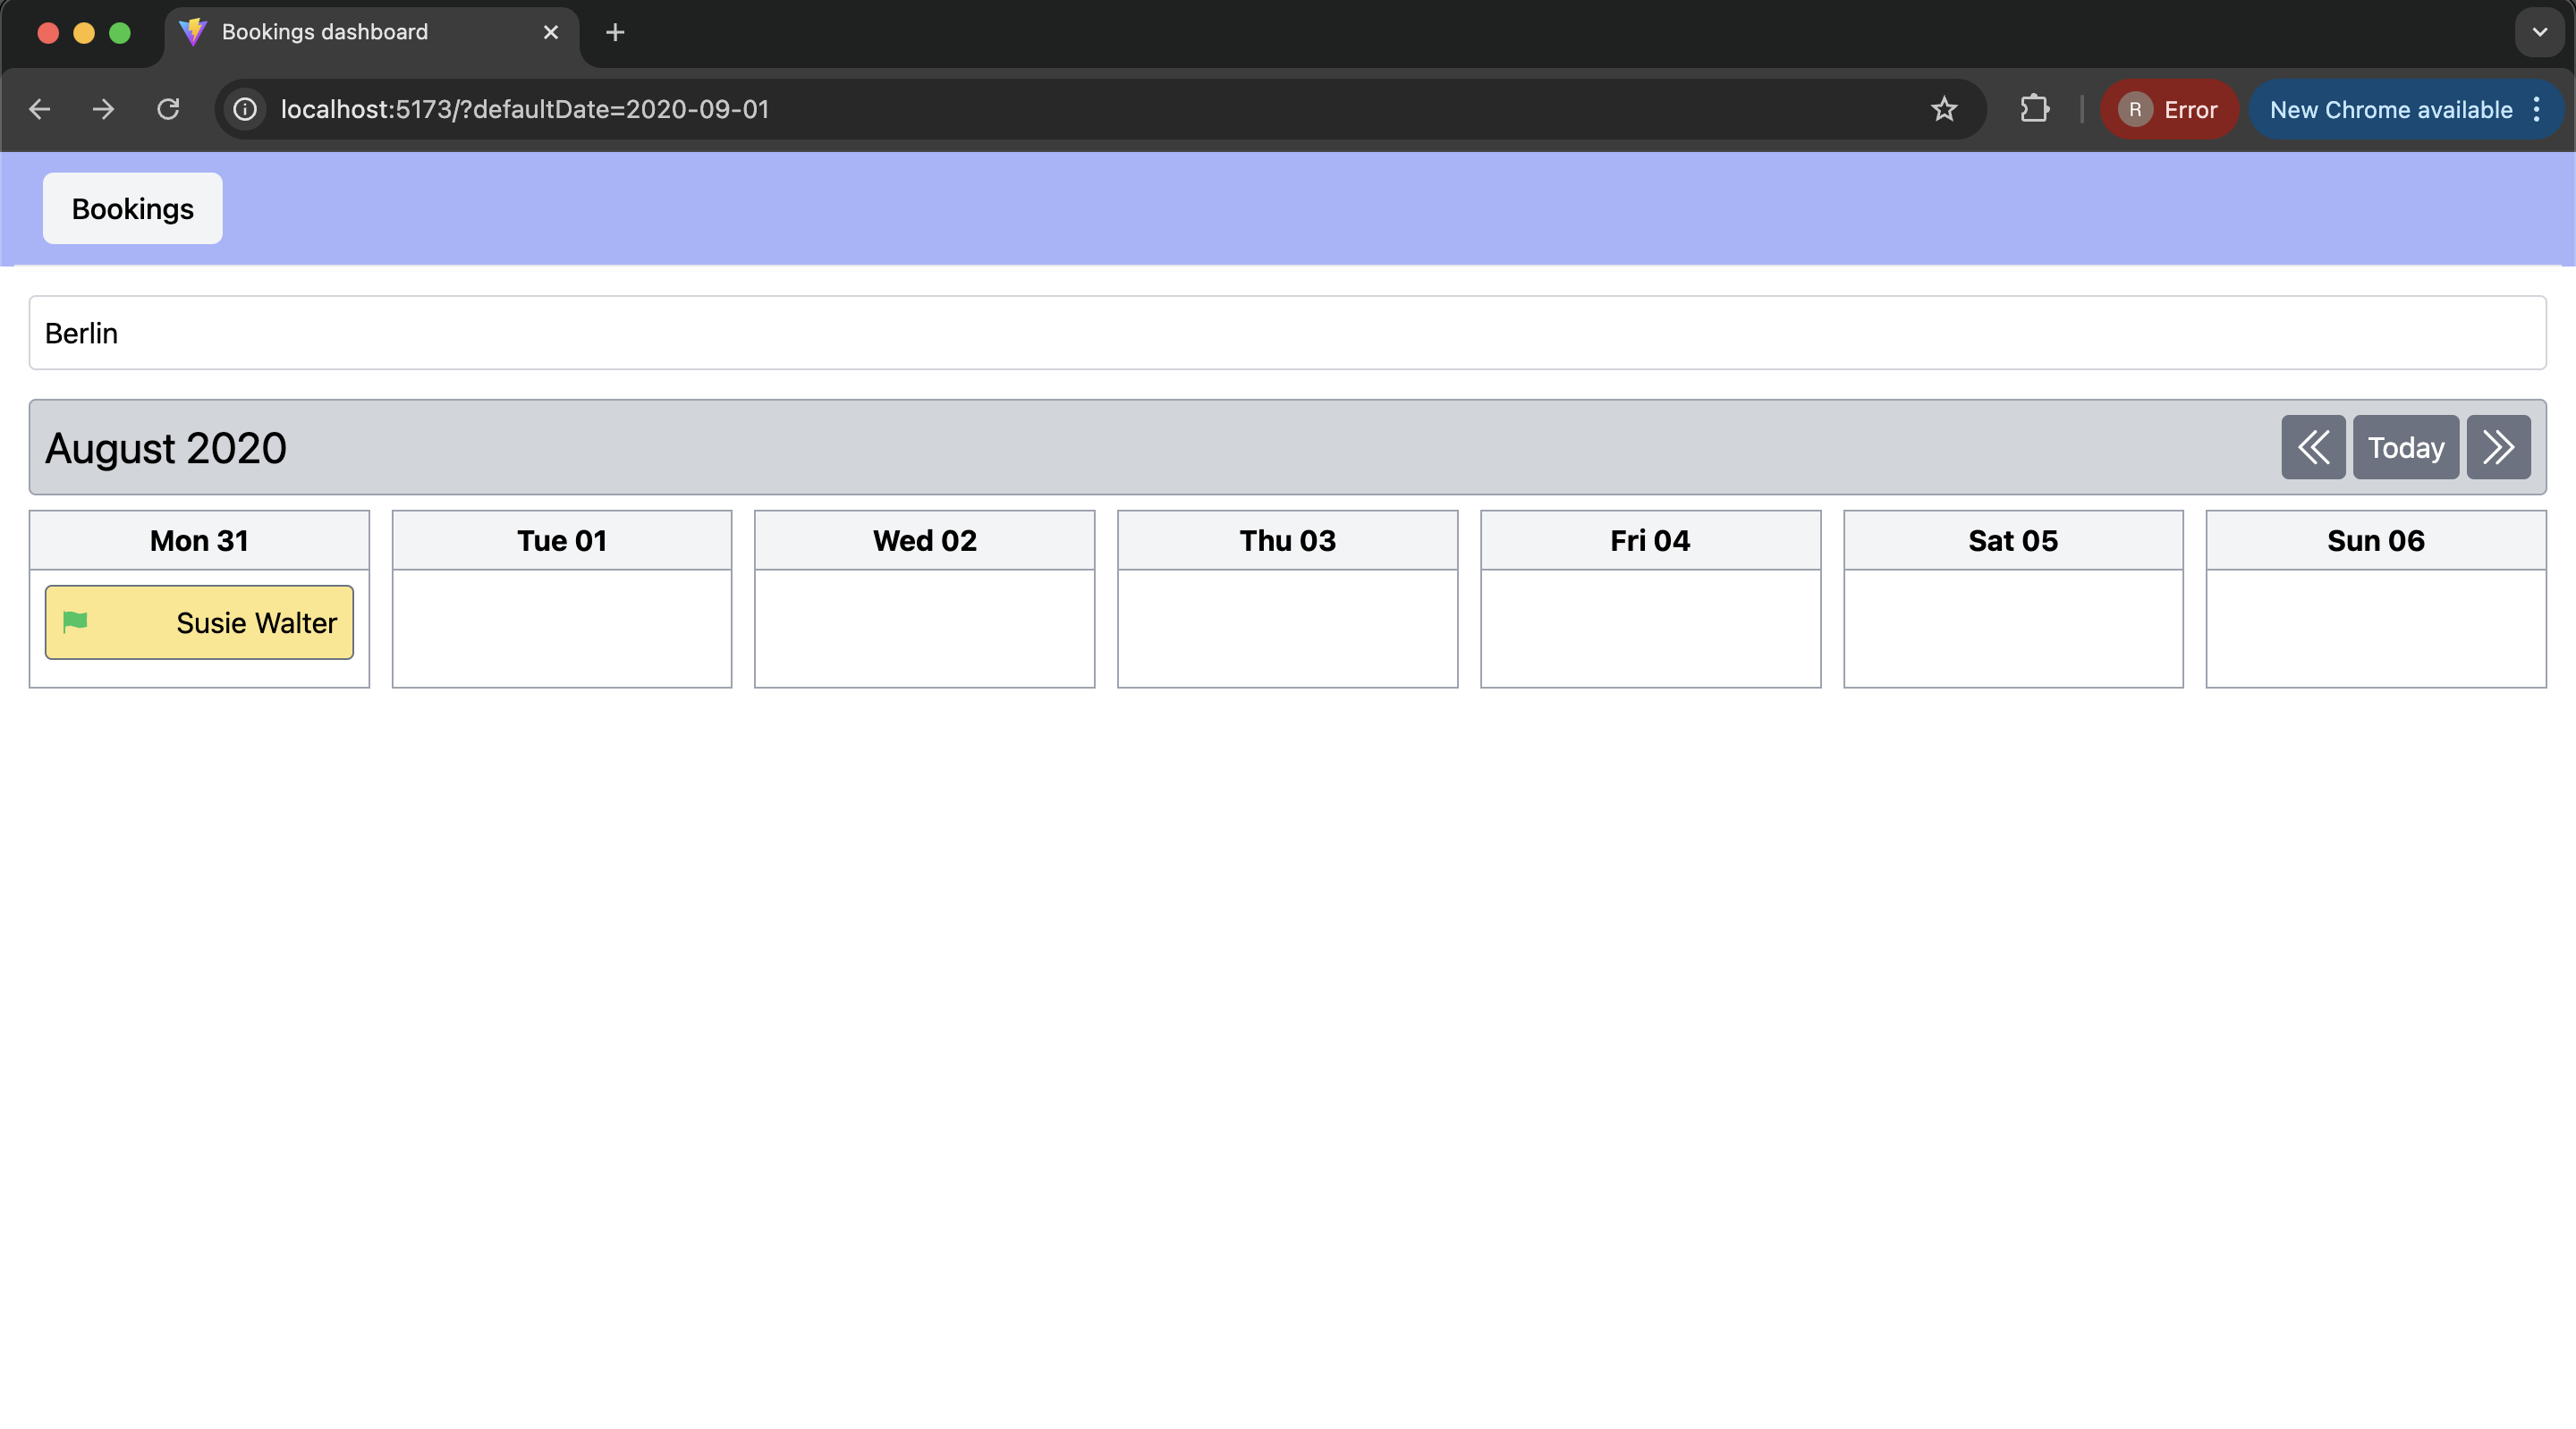 Bookings dashboard
localhost:5173/?defaultDate=2020-09-01
R Error
New Chrome available
Bookings
Berlin
August 2020
Today
Mon 31 Tue 01 Wed 02 Thu 03 Fri 04 Sat 05 Sun 06
Susie Walter